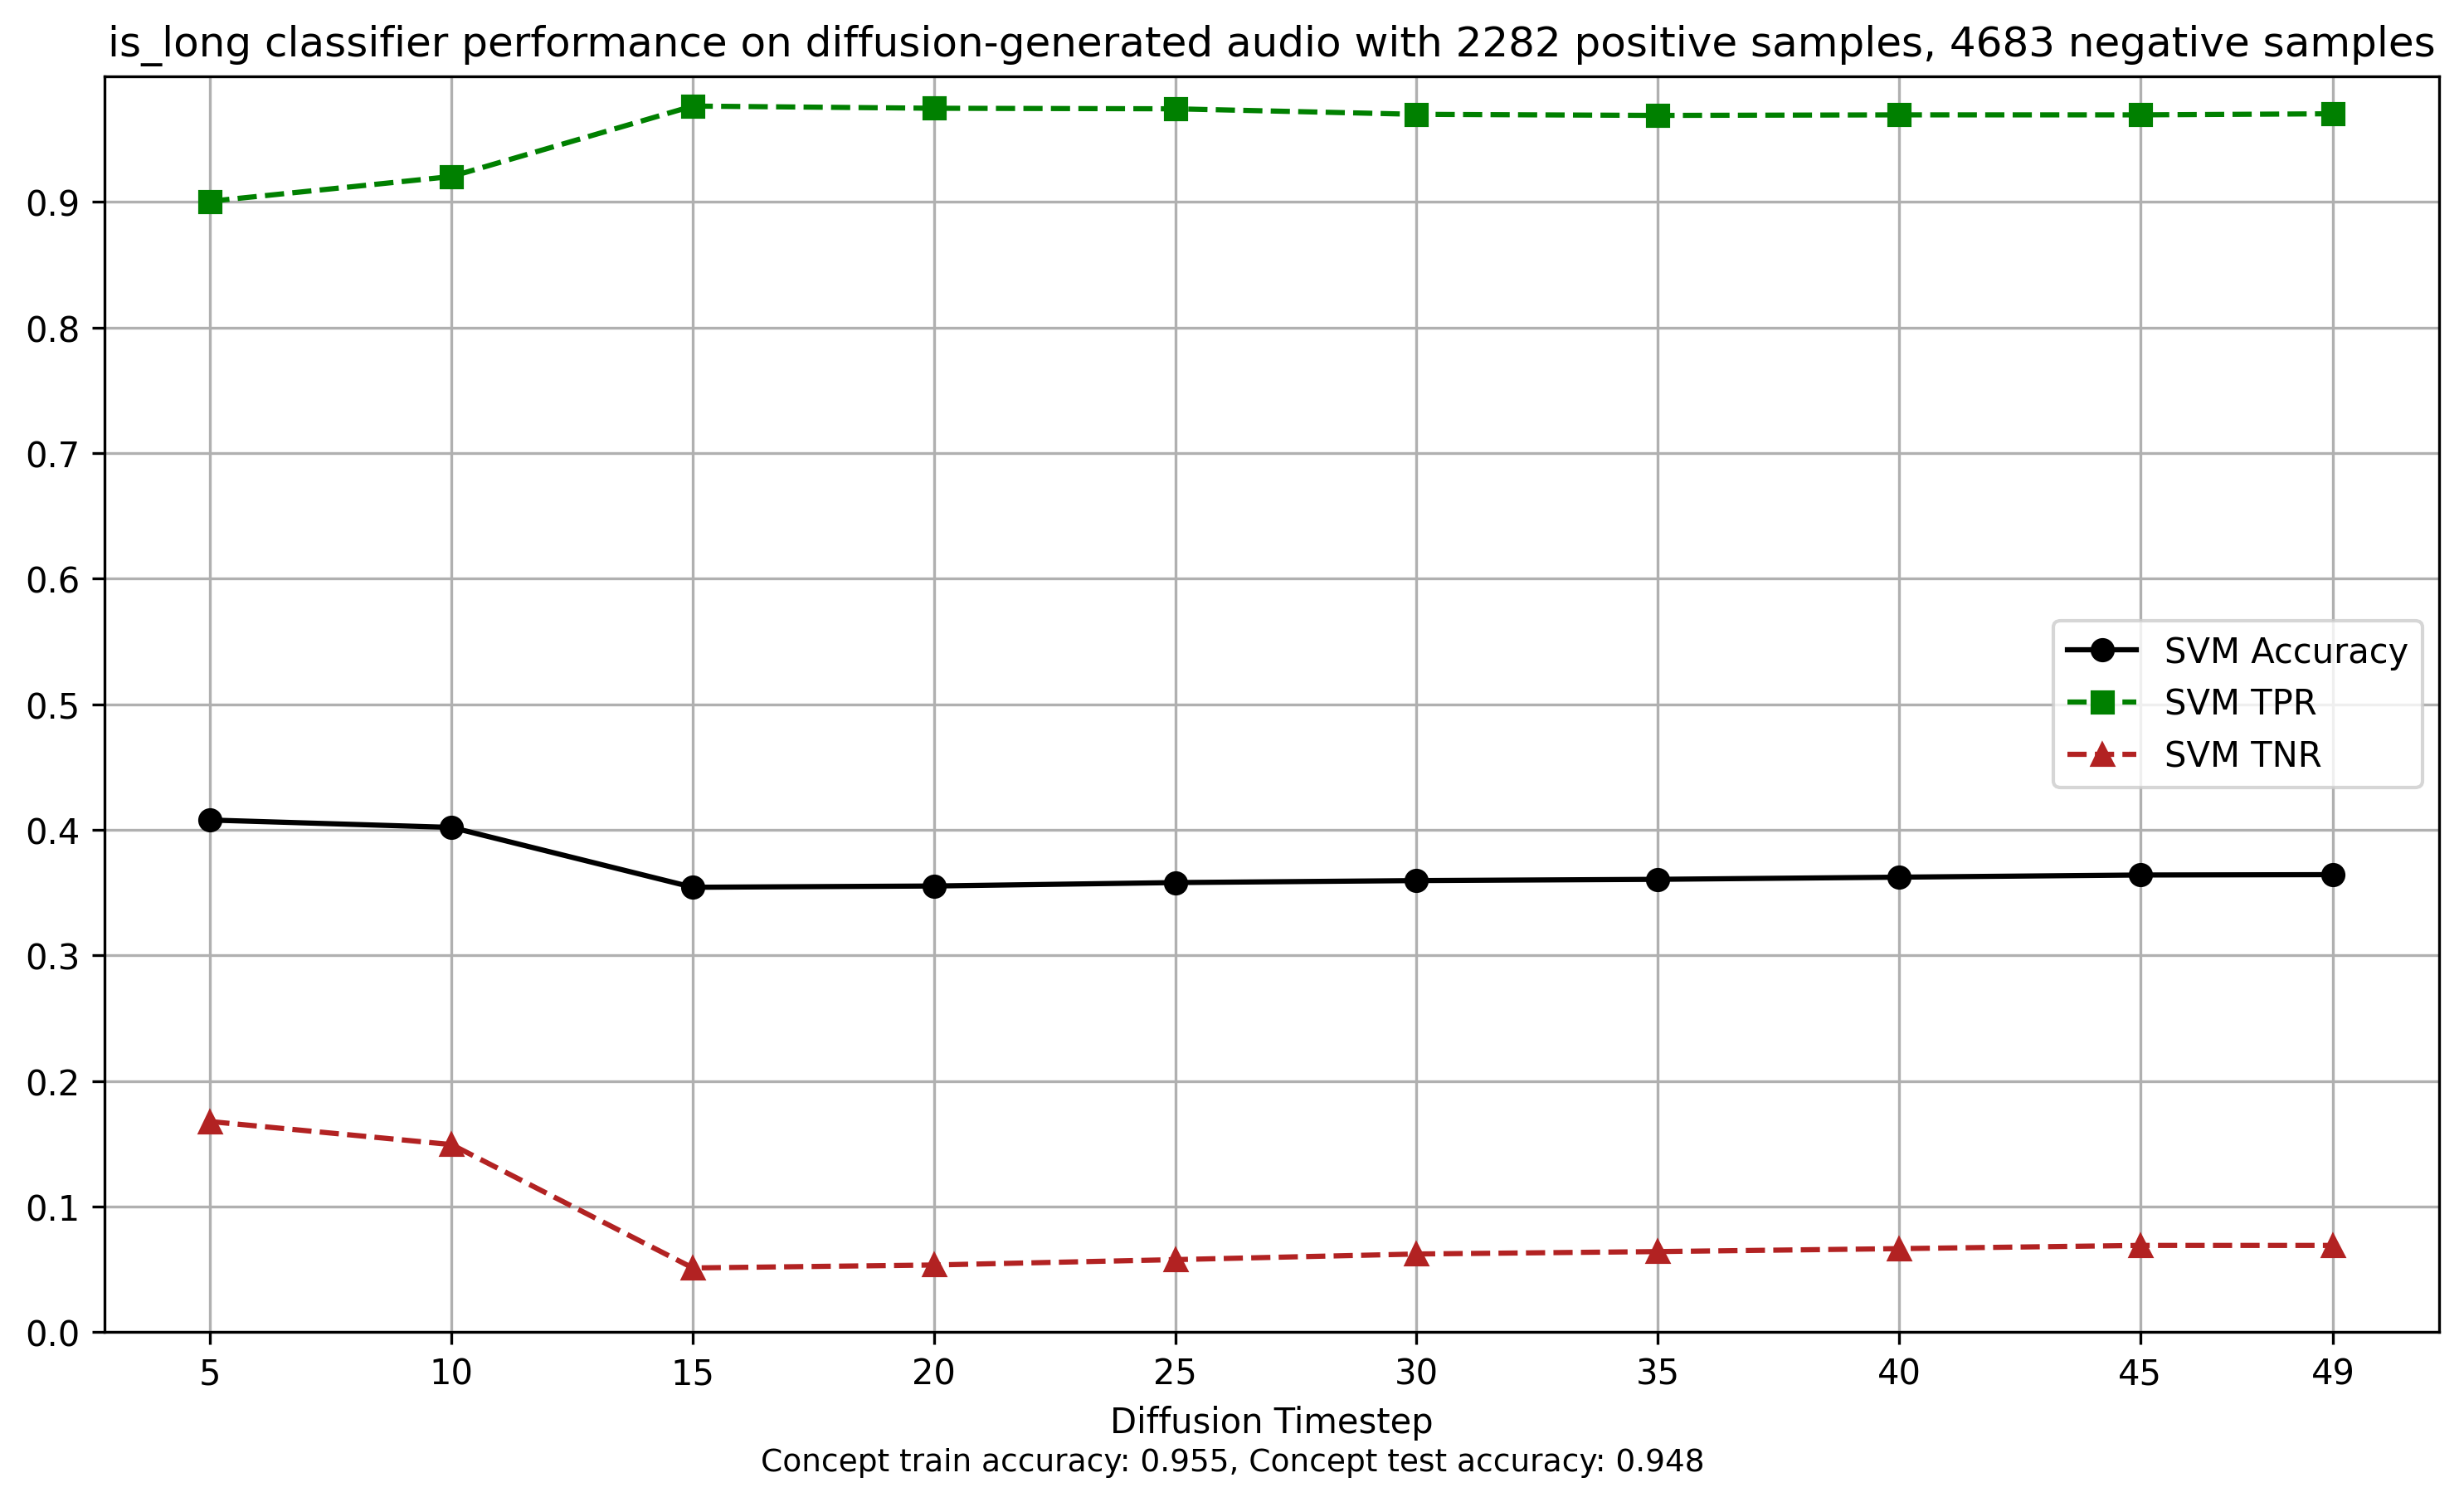 is_long classifier performance on diffusion-generated audio with 2282 positive samples, 4683 negative samples
0.9
0.8
0.7
0.6
0.5
0.4
0.3
0.2
0.1
0.0
SVM Accuracy
SVM TPR
SVM TNR
5 10 15 20 25 30 35 40 45 49
Diffusion Timestep
Concept train accuracy: 0.955, Concept test accuracy: 0.948